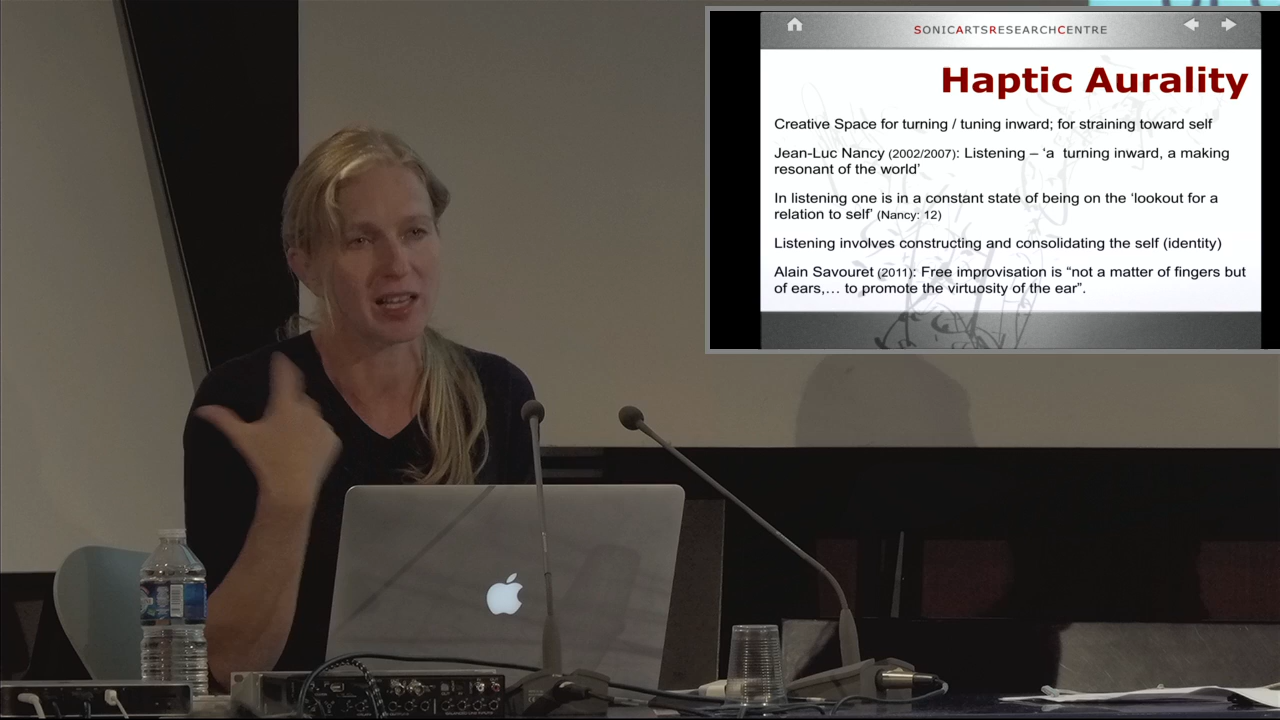 SONICARTSRESEARCHCENTRE
Haptic Aurality
Creative Space for turning / tuning inward; for straining toward self
Jean-Luc Nancy (2002/2007): Listening – ‘a turning inward, a making
resonant of the world’
In listening one is in a constant state of being on the ‘lookout for a
relation to self’ (Nancy: 12)
Listening involves constructing and consolidating the self (identity)
Alain Savouret (2011): Free improvisation is “not a matter of fingers but
of ears,… to promote the virtuosity of the ear”.